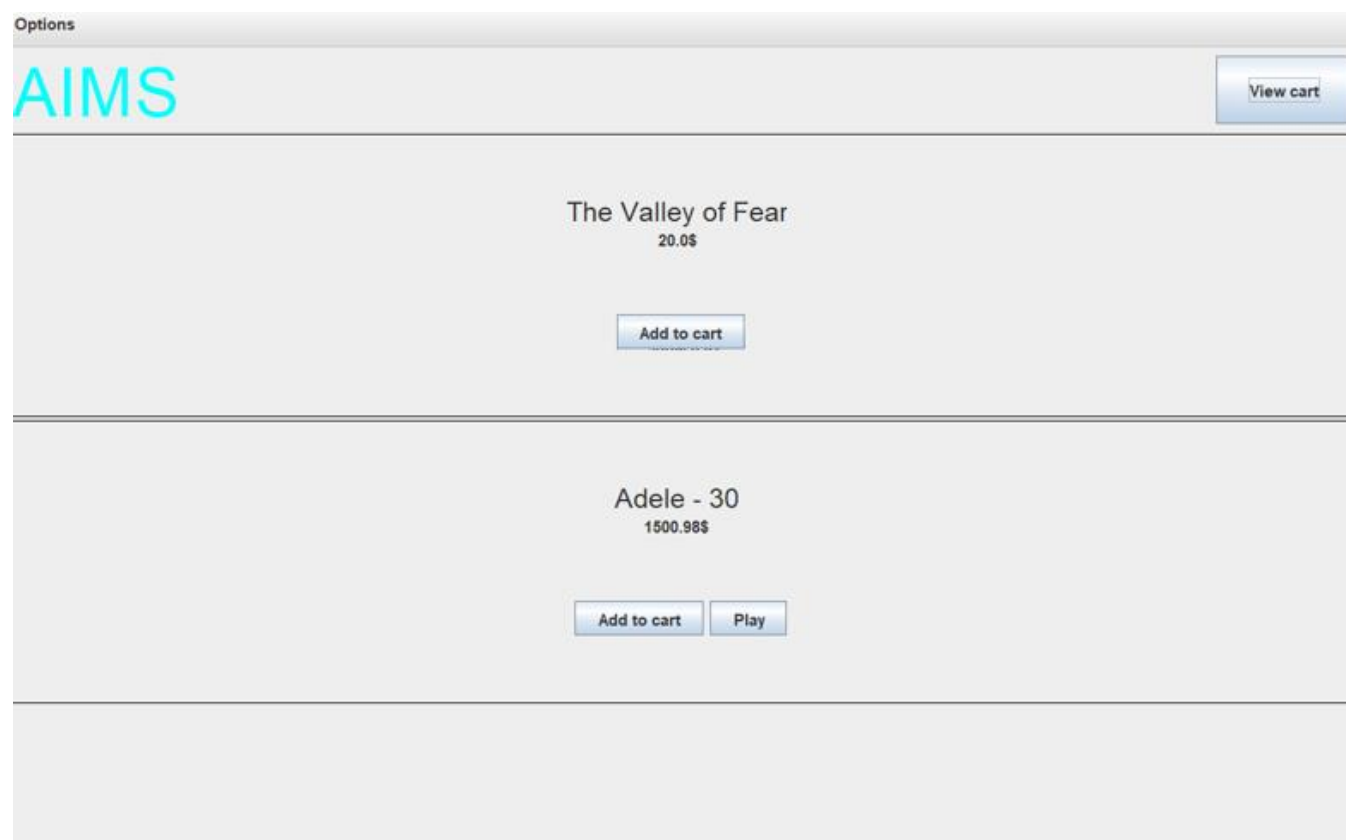 Options
AIMS
View cart
The Valley of Fear
20.0$
Add to cart
Adele - 30
1500.98$
Add to cart Play